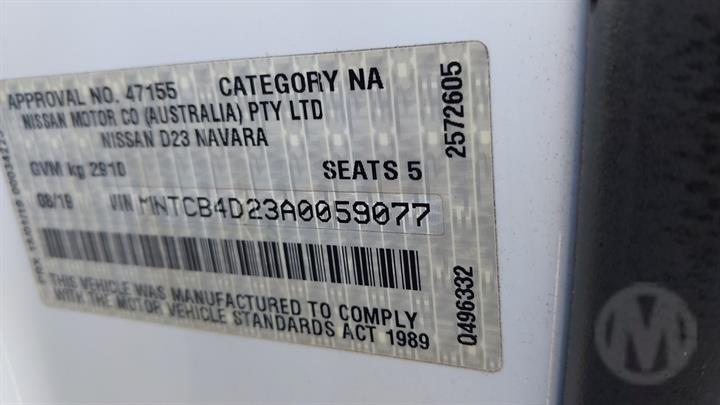 APPROVAL NO. 47155 CATEGORY NA
NISSAN MOTOR CO (AUSTRALIA) PTY LTD
NISSAN D23 NAVARA
GVM kg 2910 SEATS 5
08/19 VIN MNTCB4D23A0059077
THIS VEHICLE WAS MANUFACTURED TO COMPLY
WITH THE MOTOR VEHICLE STANDARDS ACT 1989
2572605
Q496332
M